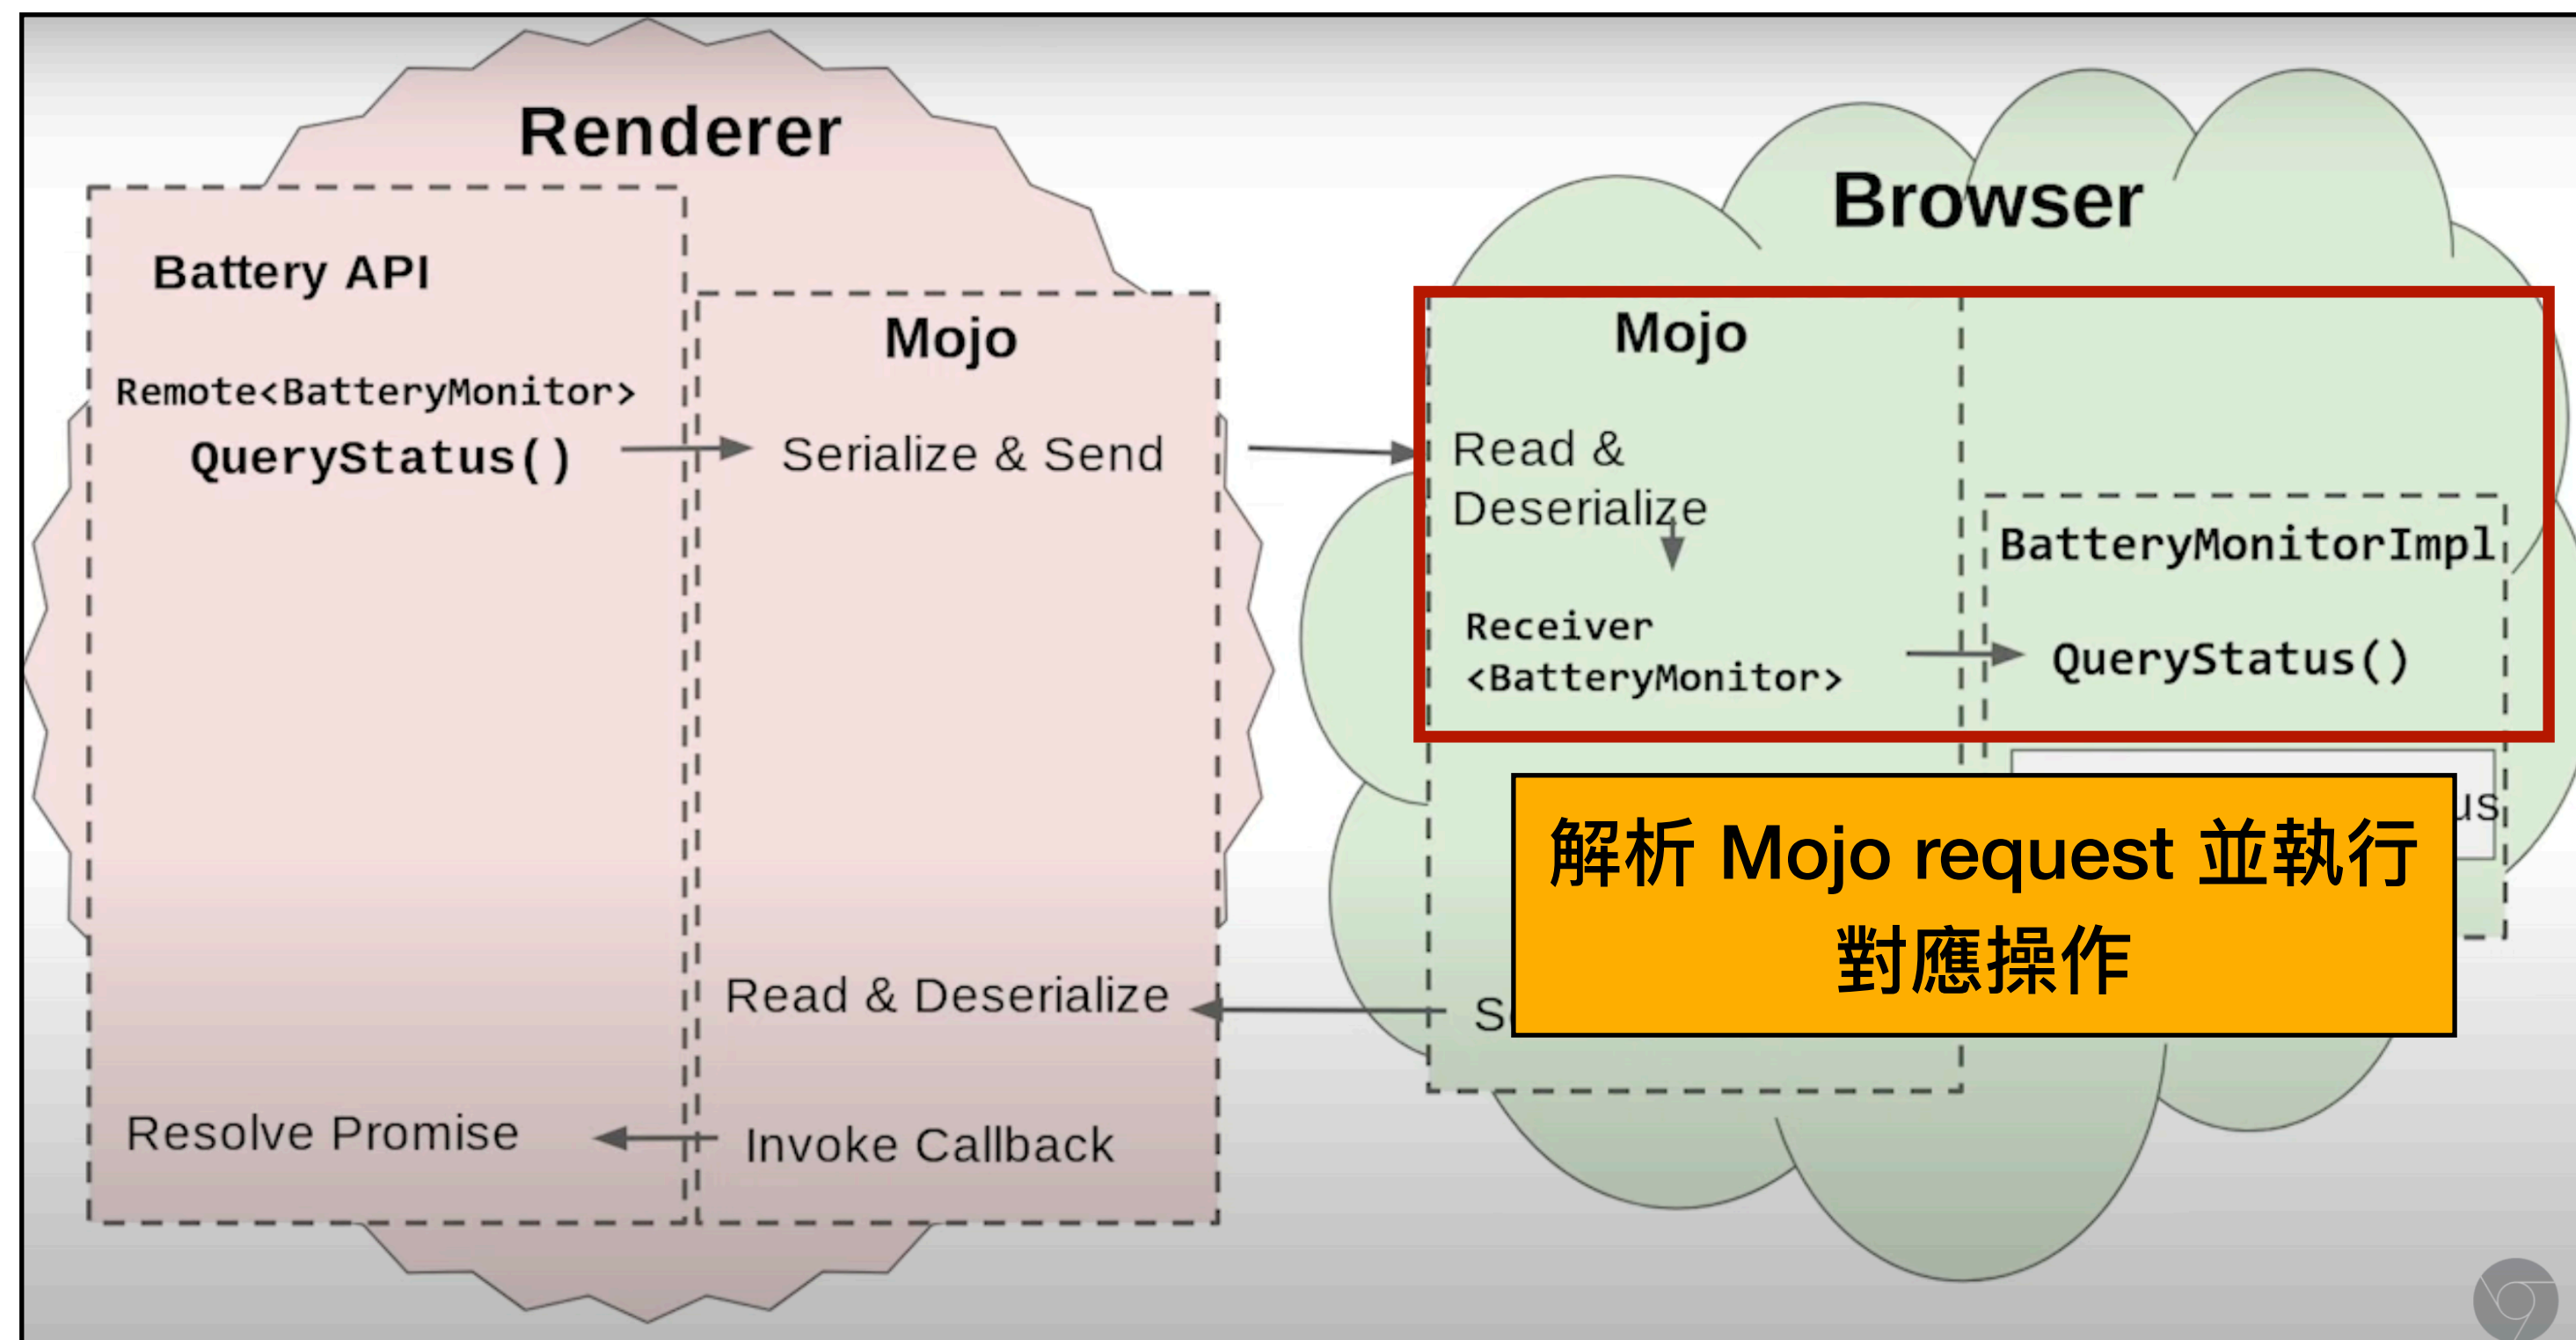 Renderer
Battery API
Remote<BatteryMonitor>
QueryStatus()
Mojo
Serialize & Send
Read & Deserialize
Invoke Callback
Resolve Promise
Browser
Mojo
Read &
Deserialize
Receiver
<BatteryMonitor>
BatteryMonitorImpl
QueryStatus()
解析 Mojo request 並執行
對應操作